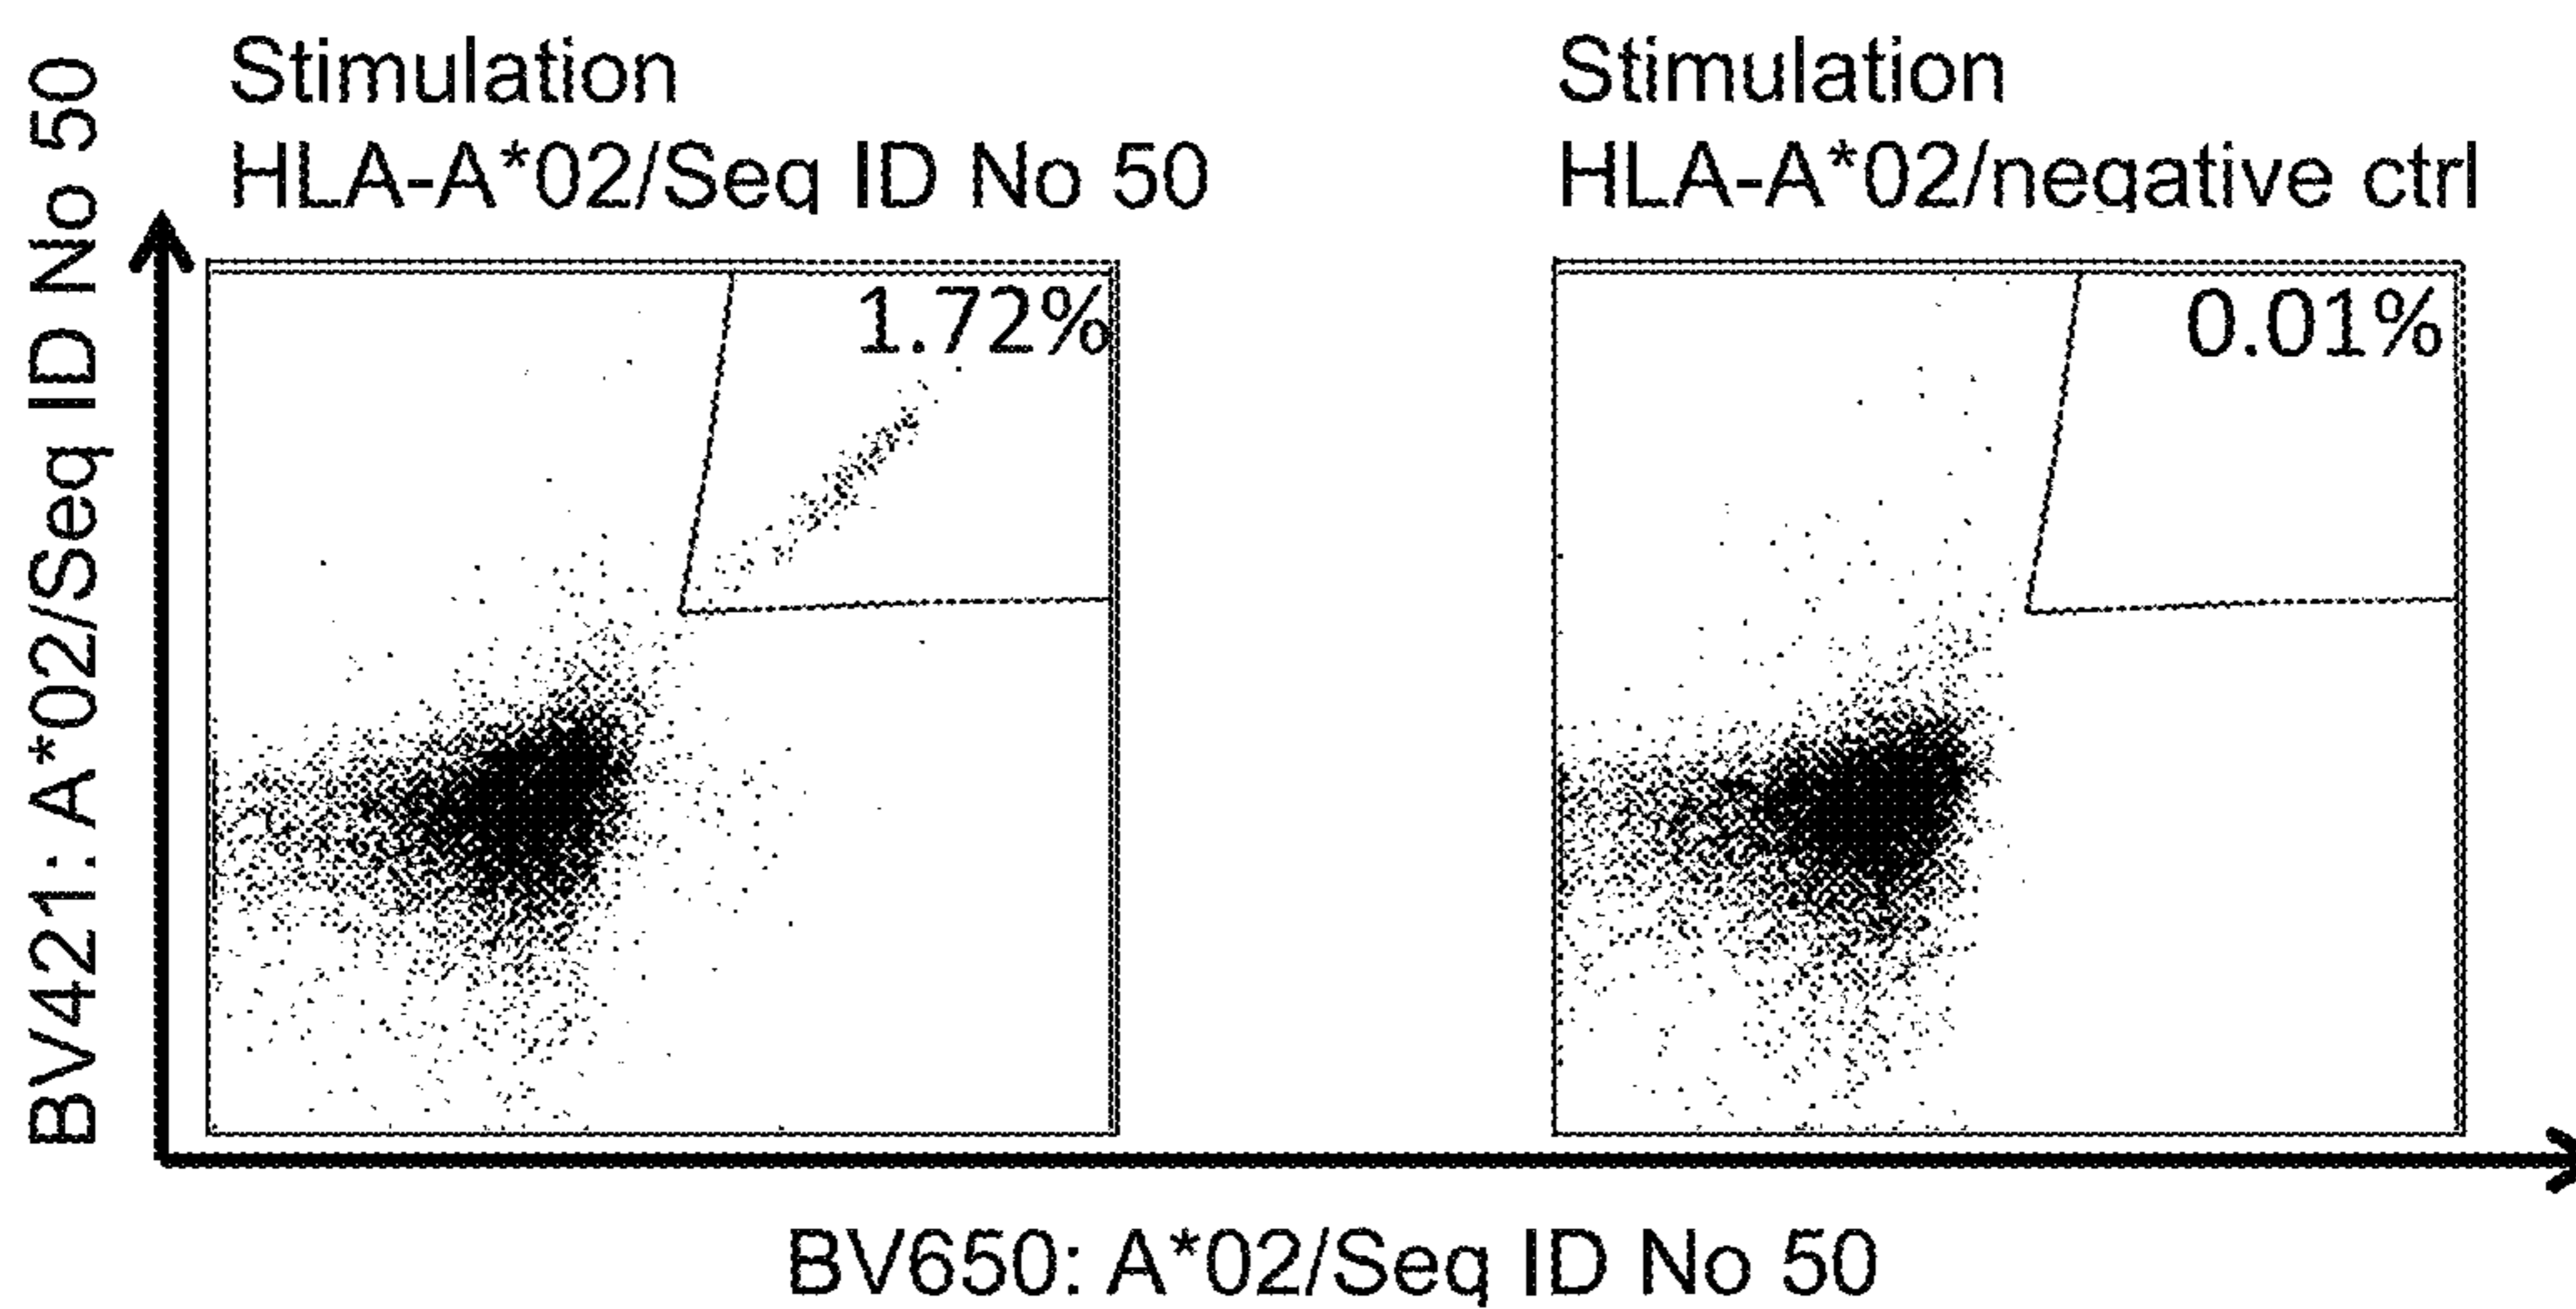 Stimulation
HLA-A*02/Seq ID No 50
Stimulation
HLA-A*02/negative ctrl
1.72%
0.01%
BV421: A*02/Seq ID No 50
BV650: A*02/Seq ID No 50